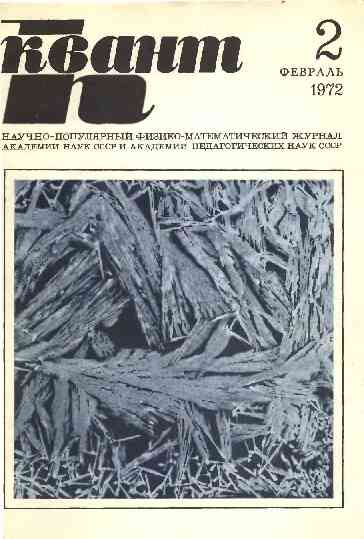 квант
2
ФЕВРАЛЬ
1972
НАУЧНО-ПОПУЛЯРНЫЙ ФИЗИКО-МАТЕМАТИЧЕСКИЙ ЖУРНАЛ
АКАДЕМИИ НАУК СССР И АКАДЕМИИ ПЕДАГОГИЧЕСКИХ НАУК СССР